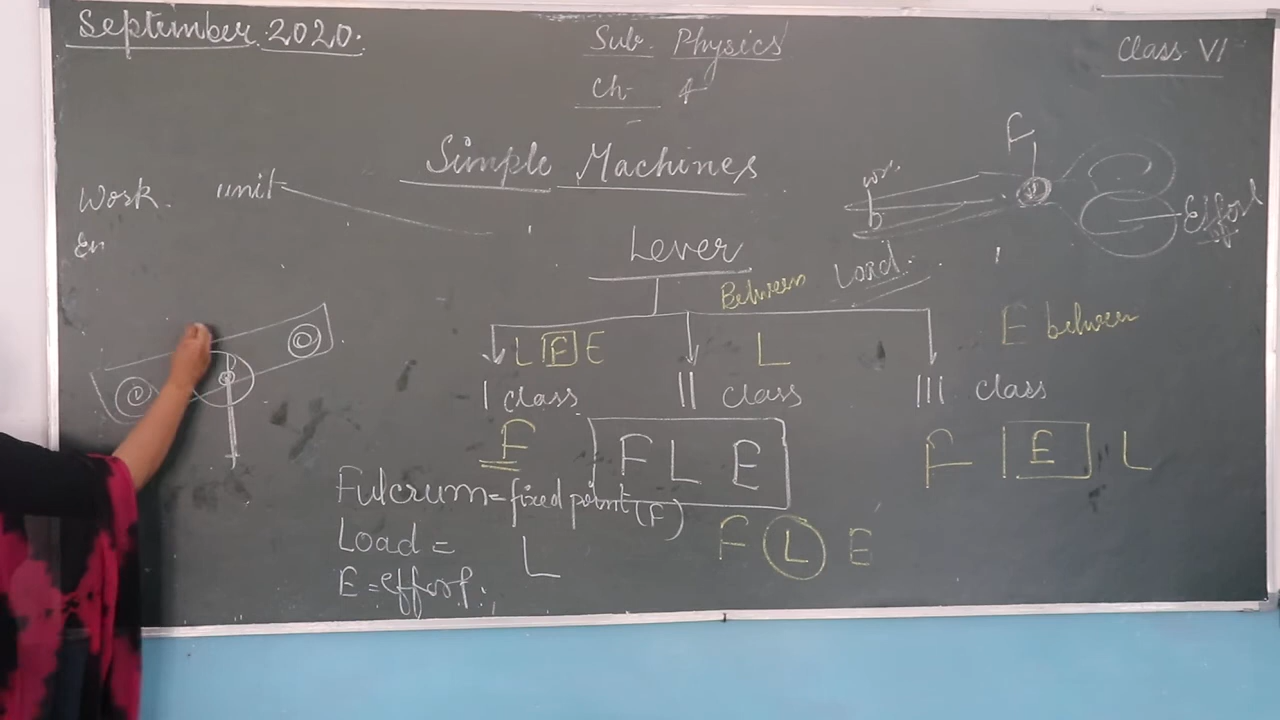 September 2020.
Sub. Physics
Class VI
Ch- 4
Simple Machines
Work. unit
En
F
Effort
Load.
Lever
Between
E between
L F E
L
I class
II class
III class
F
F L E
F E L
Fulcrum = fixed point (F)
Load = L
F L E
E = effort.